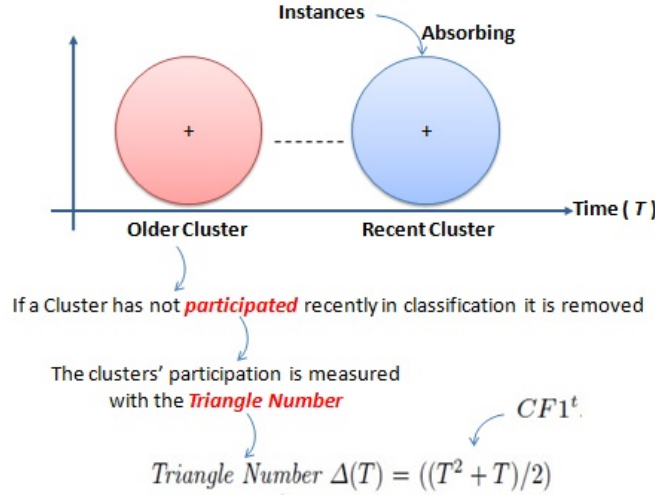 Instances
Absorbing
+
+
Time ( T )
Older Cluster
Recent Cluster
If a Cluster has not participated recently in classification it is removed
The clusters' participation is measured
with the Triangle Number
CF1ᵗ.
Triangle Number Δ(T) = ((T² + T)/2)